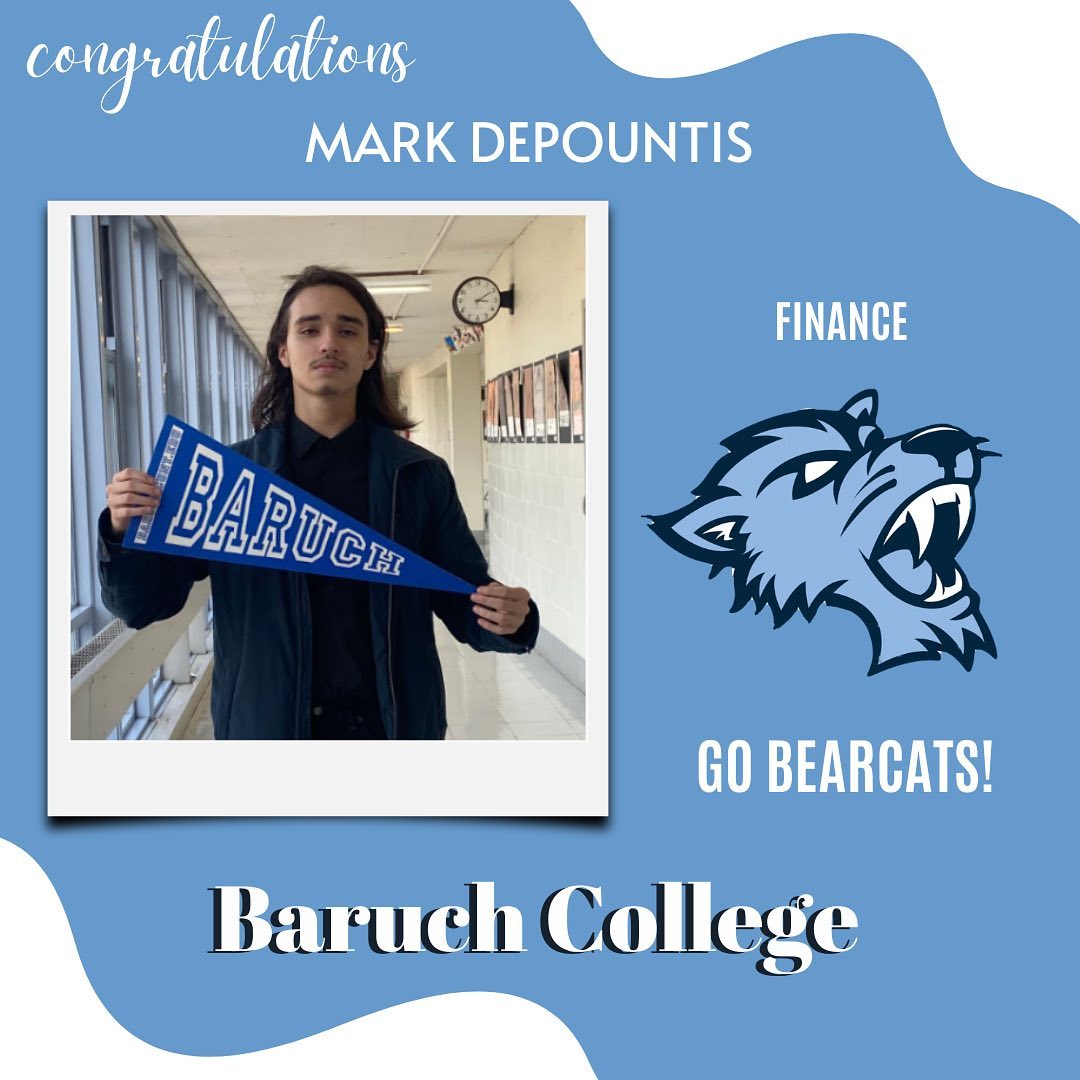 congratulations
MARK DEPOUNTIS
FINANCE
BARUCH
GO BEARCATS!
Baruch College